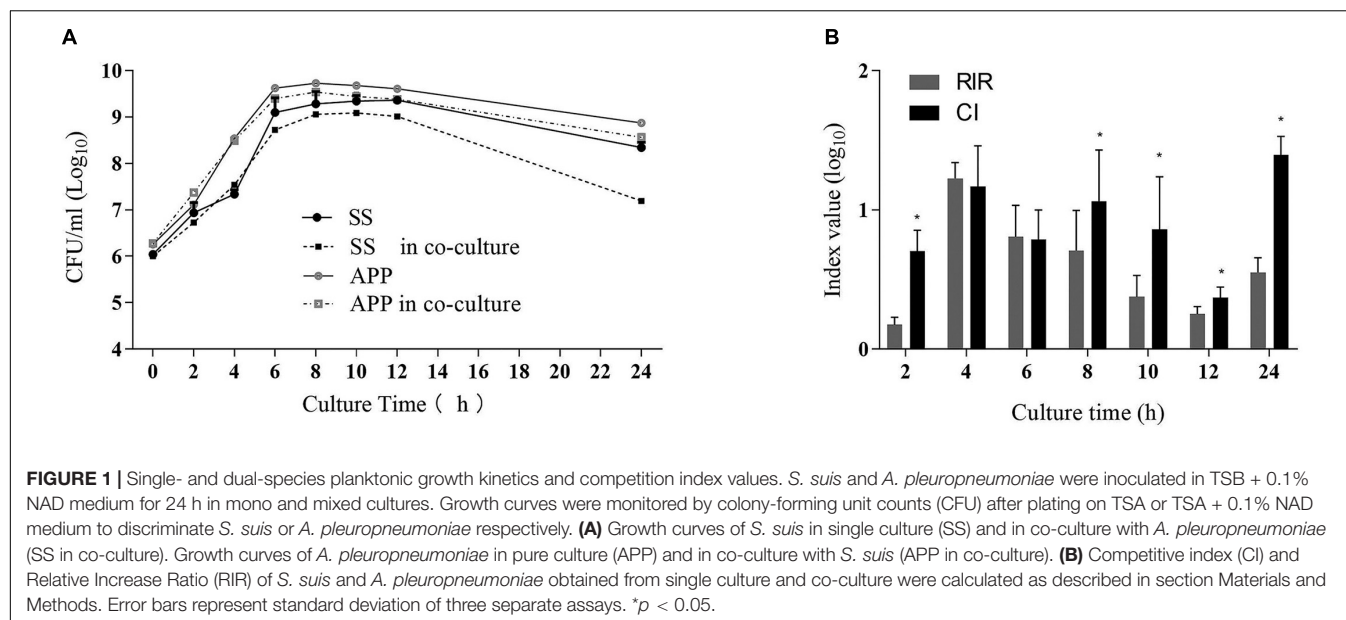 A
10
9
8
7
6
5
4
CFU/ml (Log10)
SS
SS in co-culture
APP
APP in co-culture
0 2 4 6 8 10 12 14 16 18 20 22 24
Culture Time ( h )
B
2
1
0
Index value (log10)
RIR
CI
* * * * *
2 4 6 8 10 12 24
Culture time (h)
FIGURE 1 | Single- and dual-species planktonic growth kinetics and competition index values. S. suis and A. pleuropneumoniae were inoculated in TSB + 0.1%
NAD medium for 24 h in mono and mixed cultures. Growth curves were monitored by colony-forming unit counts (CFU) after plating on TSA or TSA + 0.1% NAD
medium to discriminate S. suis or A. pleuropneumoniae respectively. (A) Growth curves of S. suis in single culture (SS) and in co-culture with A. pleuropneumoniae
(SS in co-culture). Growth curves of A. pleuropneumoniae in pure culture (APP) and in co-culture with S. suis (APP in co-culture). (B) Competitive index (CI) and
Relative Increase Ratio (RIR) of S. suis and A. pleuropneumoniae obtained from single culture and co-culture were calculated as described in section Materials and
Methods. Error bars represent standard deviation of three separate assays. *p < 0.05.